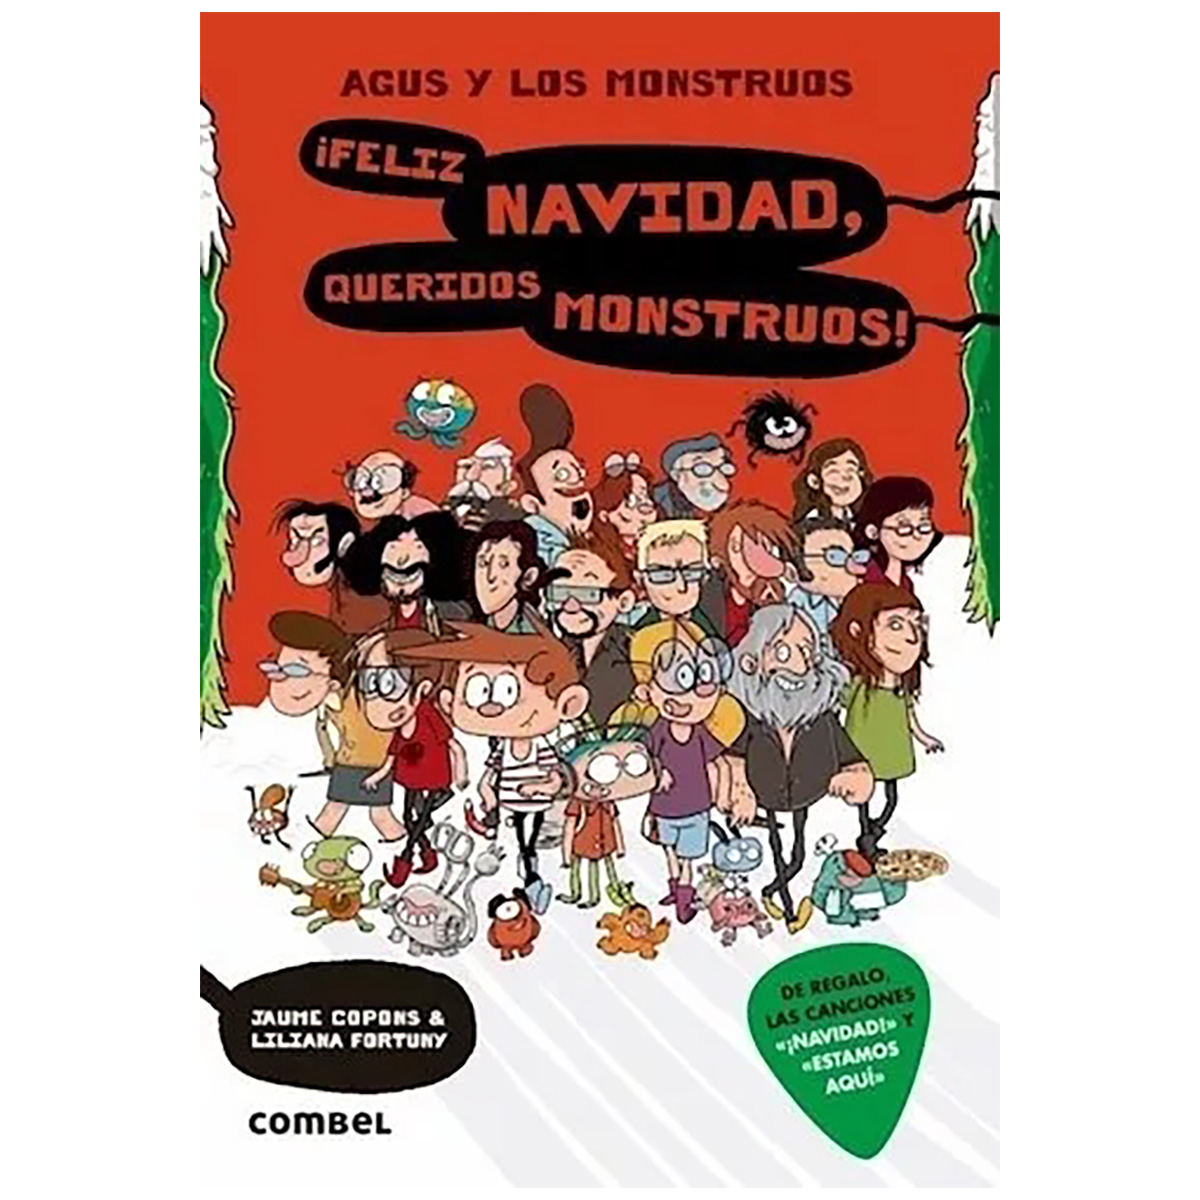 AGUS Y LOS MONSTRUOS
¡FELIZ
NAVIDAD,
QUERIDOS
MONSTRUOS!
JAUME COPONS &
LILIANA FORTUNY
COMBEL
DE REGALO,
LAS CANCIONES
«¡NAVIDAD!» Y
«ESTAMOS
AQUÍ»